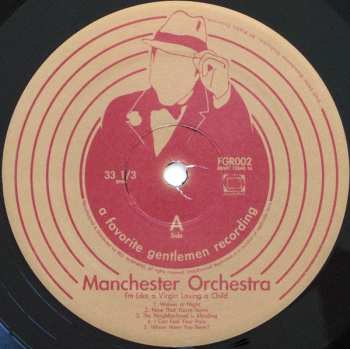 33 1/3
RPM
FGR002
A
Side
a favorite gentlemen recording
Manchester Orchestra
I'm Like a Virgin Losing a Child
1. Wolves at Night
2. Now That You're Home
3. The Neighborhood is Bleeding
4. I Can Feel Your Pain
5. Where Have You Been?